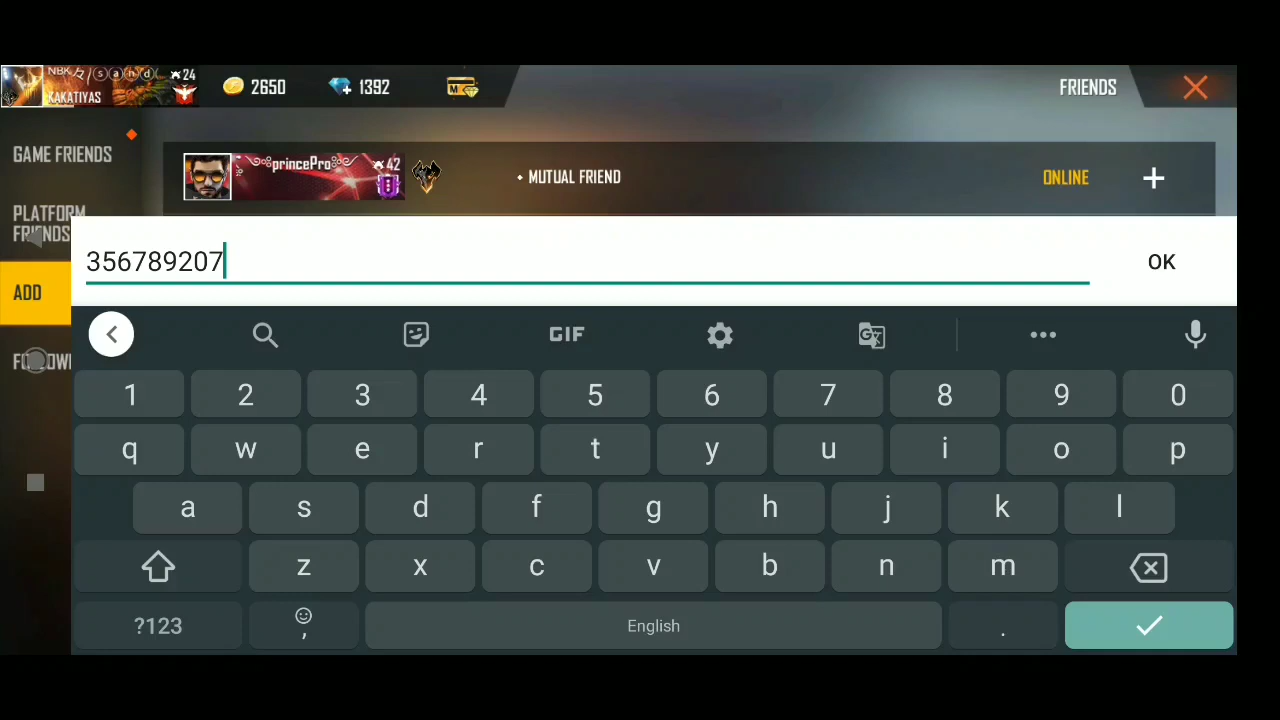 24
KAKATIYAS
2650
1392
FRIENDS
GAME FRIENDS
princePro
42
MUTUAL FRIEND
ONLINE
PLATFORM
FRIENDS
356789207
OK
ADD
GIF
1 2 3 4 5 6 7 8 9 0
q w e r t y u i o p
a s d f g h j k l
z x c v b n m
?123
,
English
.